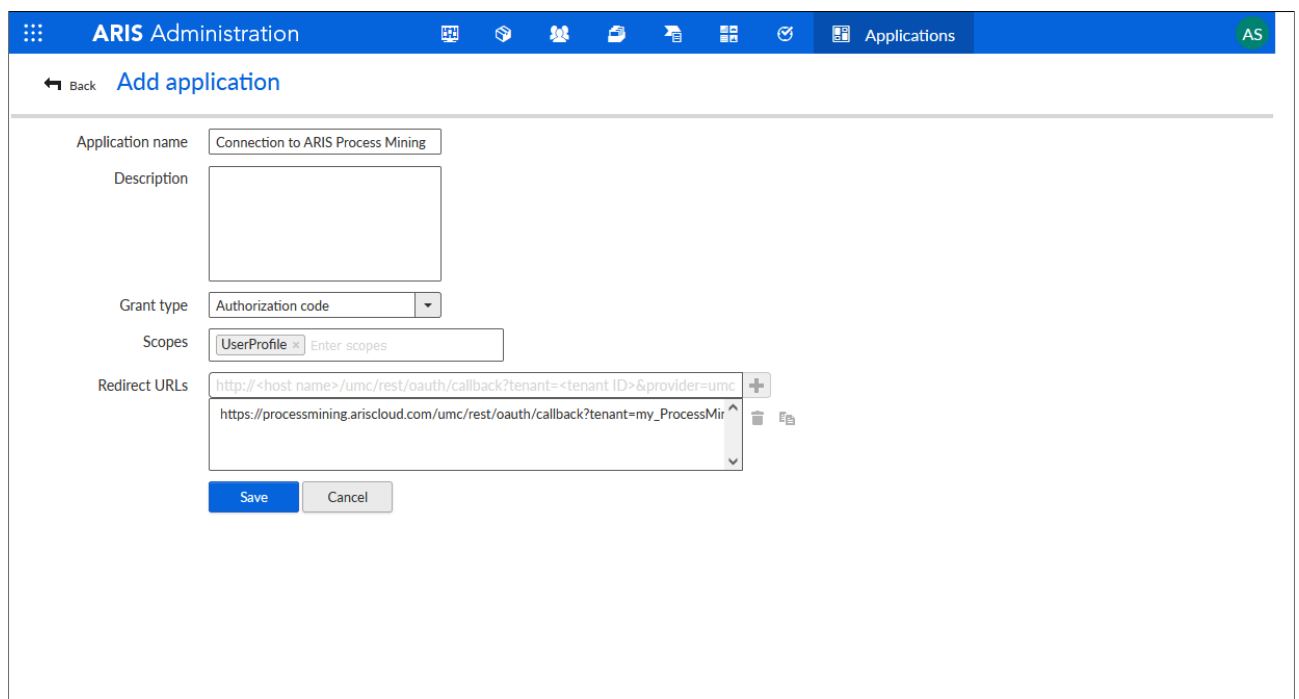 ARIS Administration Applications AS
Back Add application
Application name Connection to ARIS Process Mining
Description
Grant type Authorization code
Scopes UserProfile × Enter scopes
Redirect URLs http://<host name>/umc/rest/oauth/callback?tenant=<tenant ID>&provider=umc
https://processmining.ariscloud.com/umc/rest/oauth/callback?tenant=my_ProcessMir
Save Cancel